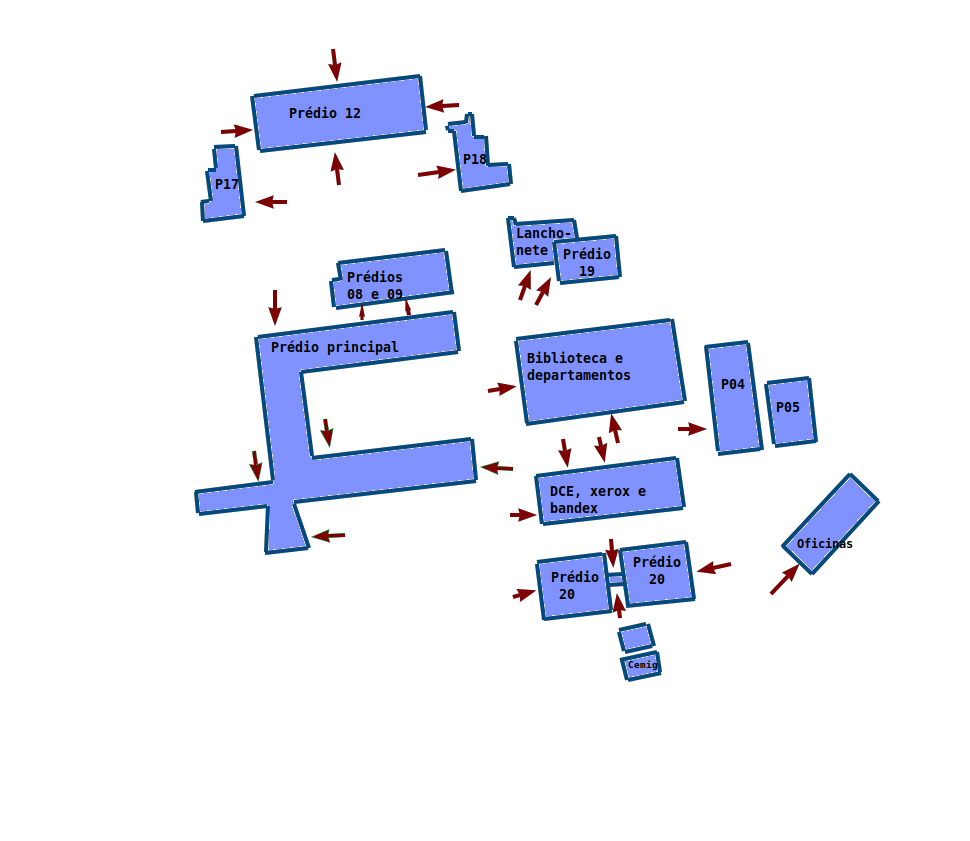 Prédio 12
P18
P17
Lancho-
nete
Prédio
19
Prédios
08 e 09
Prédio principal
Biblioteca e
departamentos
P04
P05
DCE, xerox e
bandex
Oficinas
Prédio
20
Prédio
20
Cemig